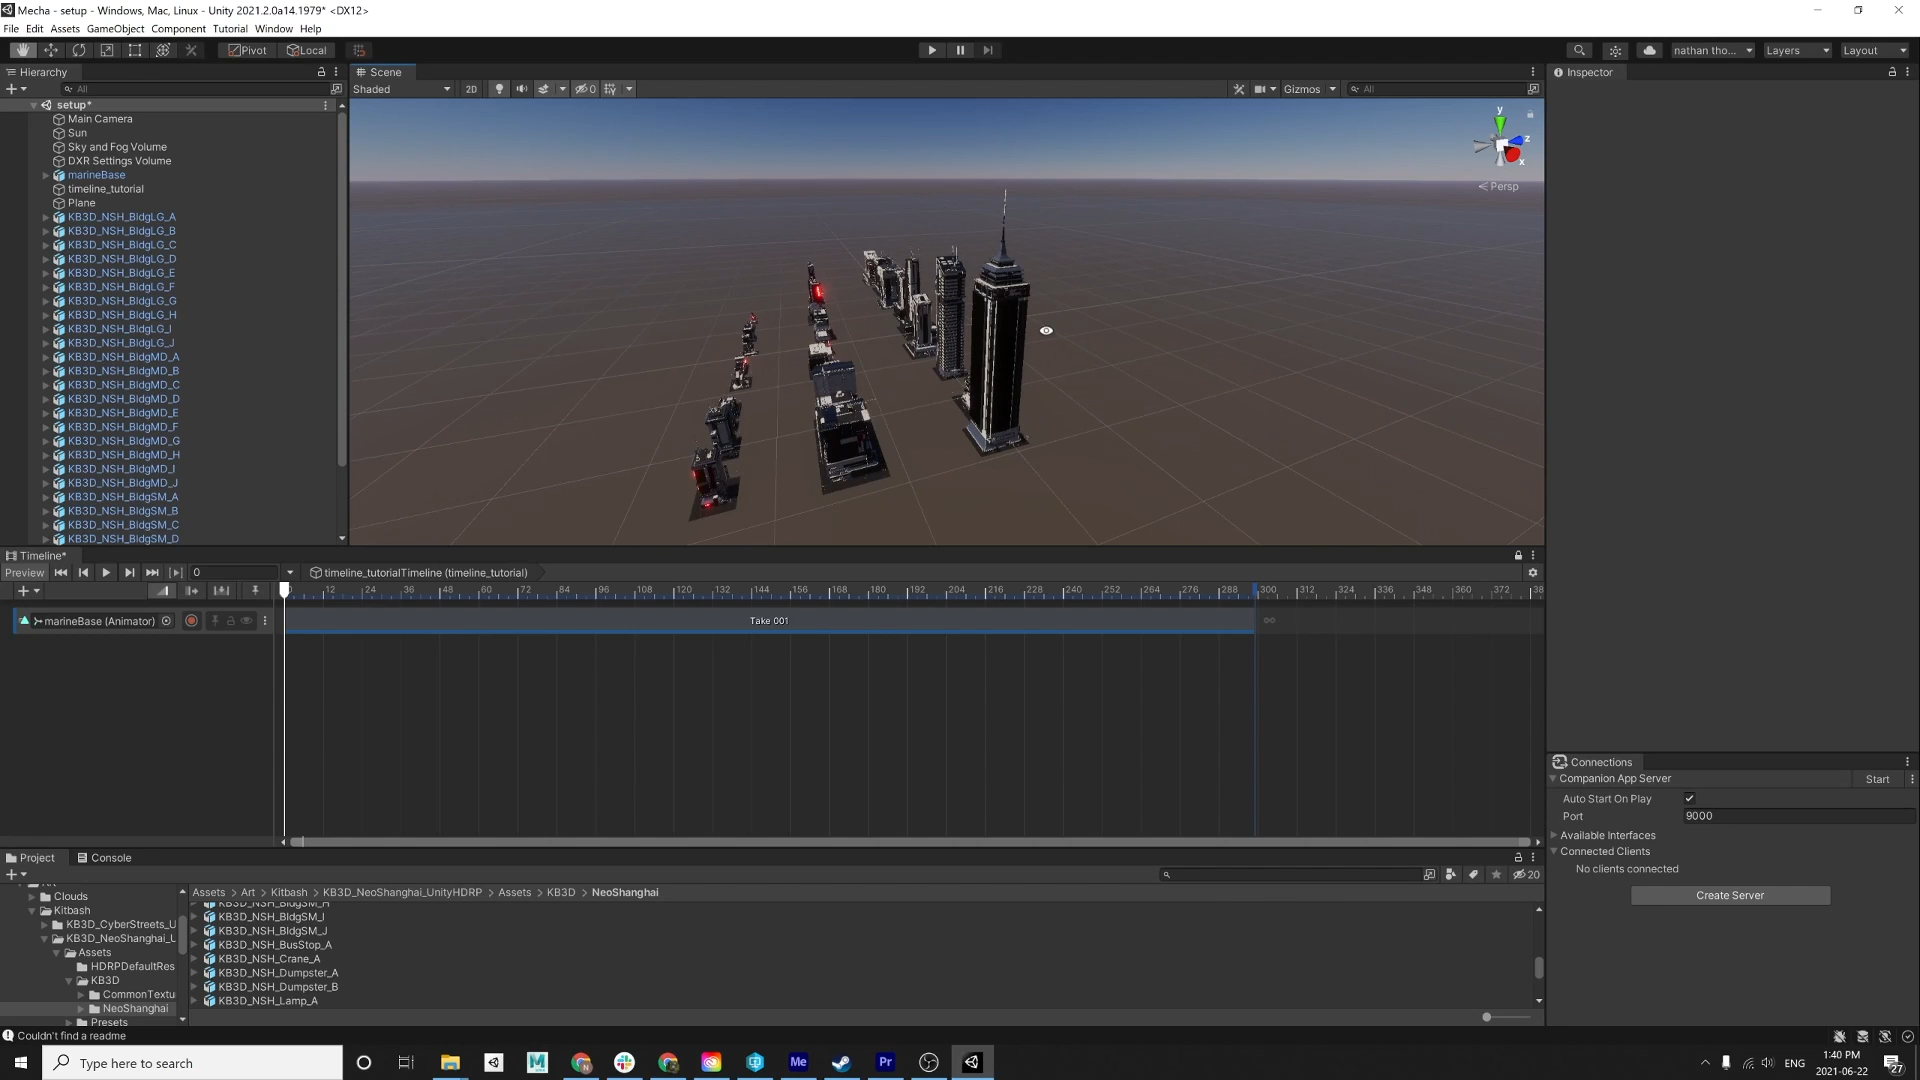 Mecha - setup - Windows, Mac, Linux - Unity 2021.2.0a14.1979* <DX12>
File Edit Assets GameObject Component Tutorial Window Help
Pivot Local nathan tho... Layers Layout
Hierarchy
All
setup*
Main Camera
Sun
Sky and Fog Volume
DXR Settings Volume
marineBase
timeline_tutorial
Plane
KB3D_NSH_BldgLG_A
KB3D_NSH_BldgLG_B
KB3D_NSH_BldgLG_C
KB3D_NSH_BldgLG_D
KB3D_NSH_BldgLG_E
KB3D_NSH_BldgLG_F
KB3D_NSH_BldgLG_G
KB3D_NSH_BldgLG_H
KB3D_NSH_BldgLG_I
KB3D_NSH_BldgLG_J
KB3D_NSH_BldgMD_A
KB3D_NSH_BldgMD_B
KB3D_NSH_BldgMD_C
KB3D_NSH_BldgMD_D
KB3D_NSH_BldgMD_E
KB3D_NSH_BldgMD_F
KB3D_NSH_BldgMD_G
KB3D_NSH_BldgMD_H
KB3D_NSH_BldgMD_I
KB3D_NSH_BldgMD_J
KB3D_NSH_BldgSM_A
KB3D_NSH_BldgSM_B
KB3D_NSH_BldgSM_C
KB3D_NSH_BldgSM_D
Scene
Shaded 2D 0 Gizmos All
y
z
x
Persp
Inspector
Timeline*
Preview 0 timeline_tutorialTimeline (timeline_tutorial)
12 24 36 48 60 72 84 96 108 120 132 144 156 168 180 192 204 216 228 240 252 264 276 288 300 312 324 336 348 360 372 38
marineBase (Animator) Take 001
Connections
Companion App Server Start
Auto Start On Play
Port 9000
Available Interfaces
Connected Clients
No clients connected
Create Server
Project Console
20
Clouds
Kitbash
KB3D_CyberStreets_U
KB3D_NeoShanghai_U
Assets
HDRPDefaultRes
KB3D
CommonTextu
NeoShanghai
Presets
Assets > Art > Kitbash > KB3D_NeoShanghai_UnityHDRP > Assets > KB3D > NeoShanghai
KB3D_NSH_BldgSM_H
KB3D_NSH_BldgSM_I
KB3D_NSH_BldgSM_J
KB3D_NSH_BusStop_A
KB3D_NSH_Crane_A
KB3D_NSH_Dumpster_A
KB3D_NSH_Dumpster_B
KB3D_NSH_Lamp_A
Couldn't find a readme
Type here to search
N
Me
Pr
ENG
1:40 PM
2021-06-22
27